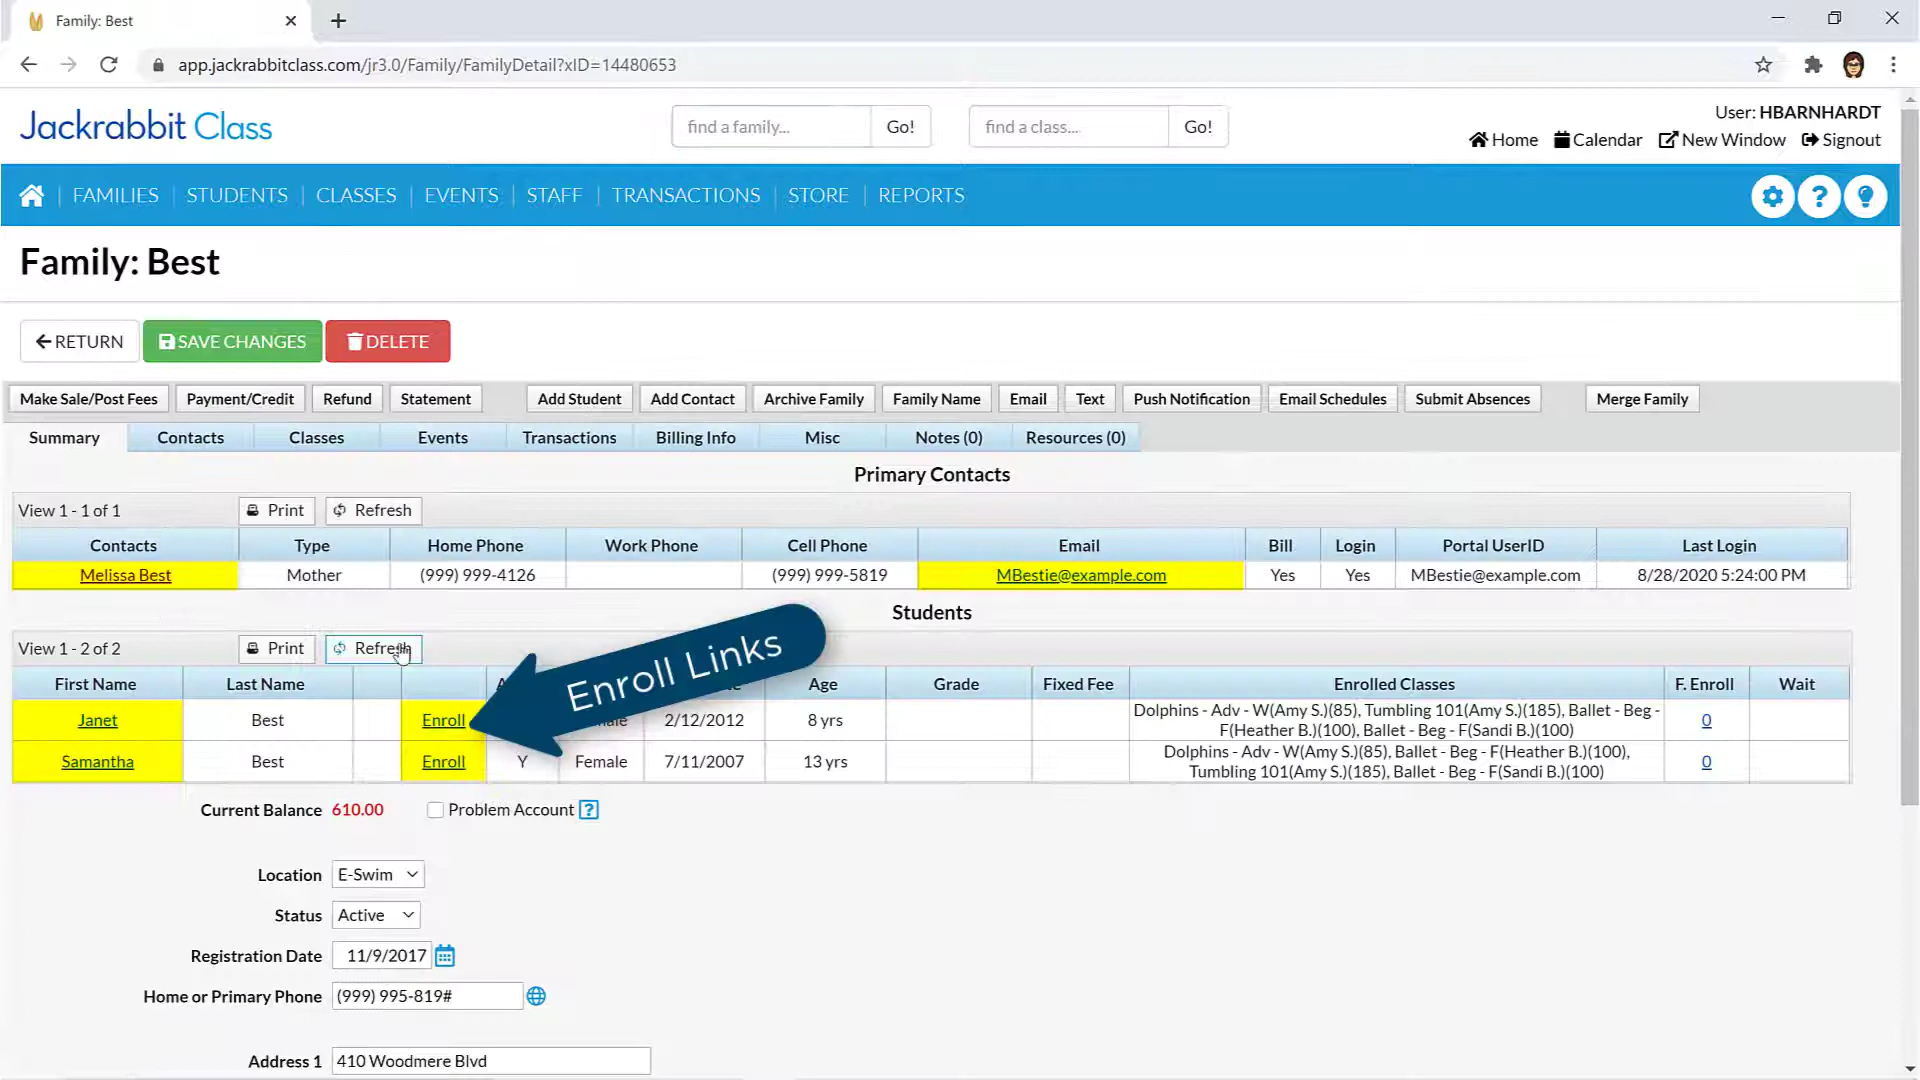 Family: Best
app.jackrabbitclass.com/jr3.0/Family/FamilyDetail?xID=14480653
Jackrabbit Class
find a family... Go! find a class.... Go!
User: HBARNHARDT
Home Calendar New Window Signout
FAMILIES STUDENTS CLASSES EVENTS STAFF TRANSACTIONS STORE REPORTS ?
Family: Best
RETURN SAVE CHANGES DELETE
Make Sale/Post Fees Payment/Credit Refund Statement Add Student Add Contact Archive Family Family Name Email Text Push Notification Email Schedules Submit Absences Merge Family
Summary Contacts Classes Events Transactions Billing Info Misc Notes (0) Resources (0)
Primary Contacts
View 1 - 1 of 1 Print Refresh
Contacts Type Home Phone Work Phone Cell Phone Email Bill Login Portal UserID Last Login
Melissa Best Mother (999) 999-4126 (999) 999-5819 MBestie@example.com Yes Yes MBestie@example.com 8/28/2020 5:24:00 PM
Students
View 1 - 2 of 2 Print Refresh
Enroll Links
First Name Last Name Age Grade Fixed Fee Enrolled Classes F. Enroll Wait
Janet Best Enroll 2/12/2012 8 yrs Dolphins - Adv - W(Amy S.)(85), Tumbling 101(Amy S.)(185), Ballet - Beg - 0
F(Heather B.)(100), Ballet - Beg - F(Sandi B.)(100)
Samantha Best Enroll Y Female 7/11/2007 13 yrs Dolphins - Adv - W(Amy S.)(85), Ballet - Beg - F(Heather B.)(100), 0
Tumbling 101(Amy S.)(185), Ballet - Beg - F(Sandi B.)(100)
Current Balance 610.00 Problem Account ?
Location E-Swim
Status Active
Registration Date 11/9/2017
Home or Primary Phone (999) 995-819#
Address 1 410 Woodmere Blvd